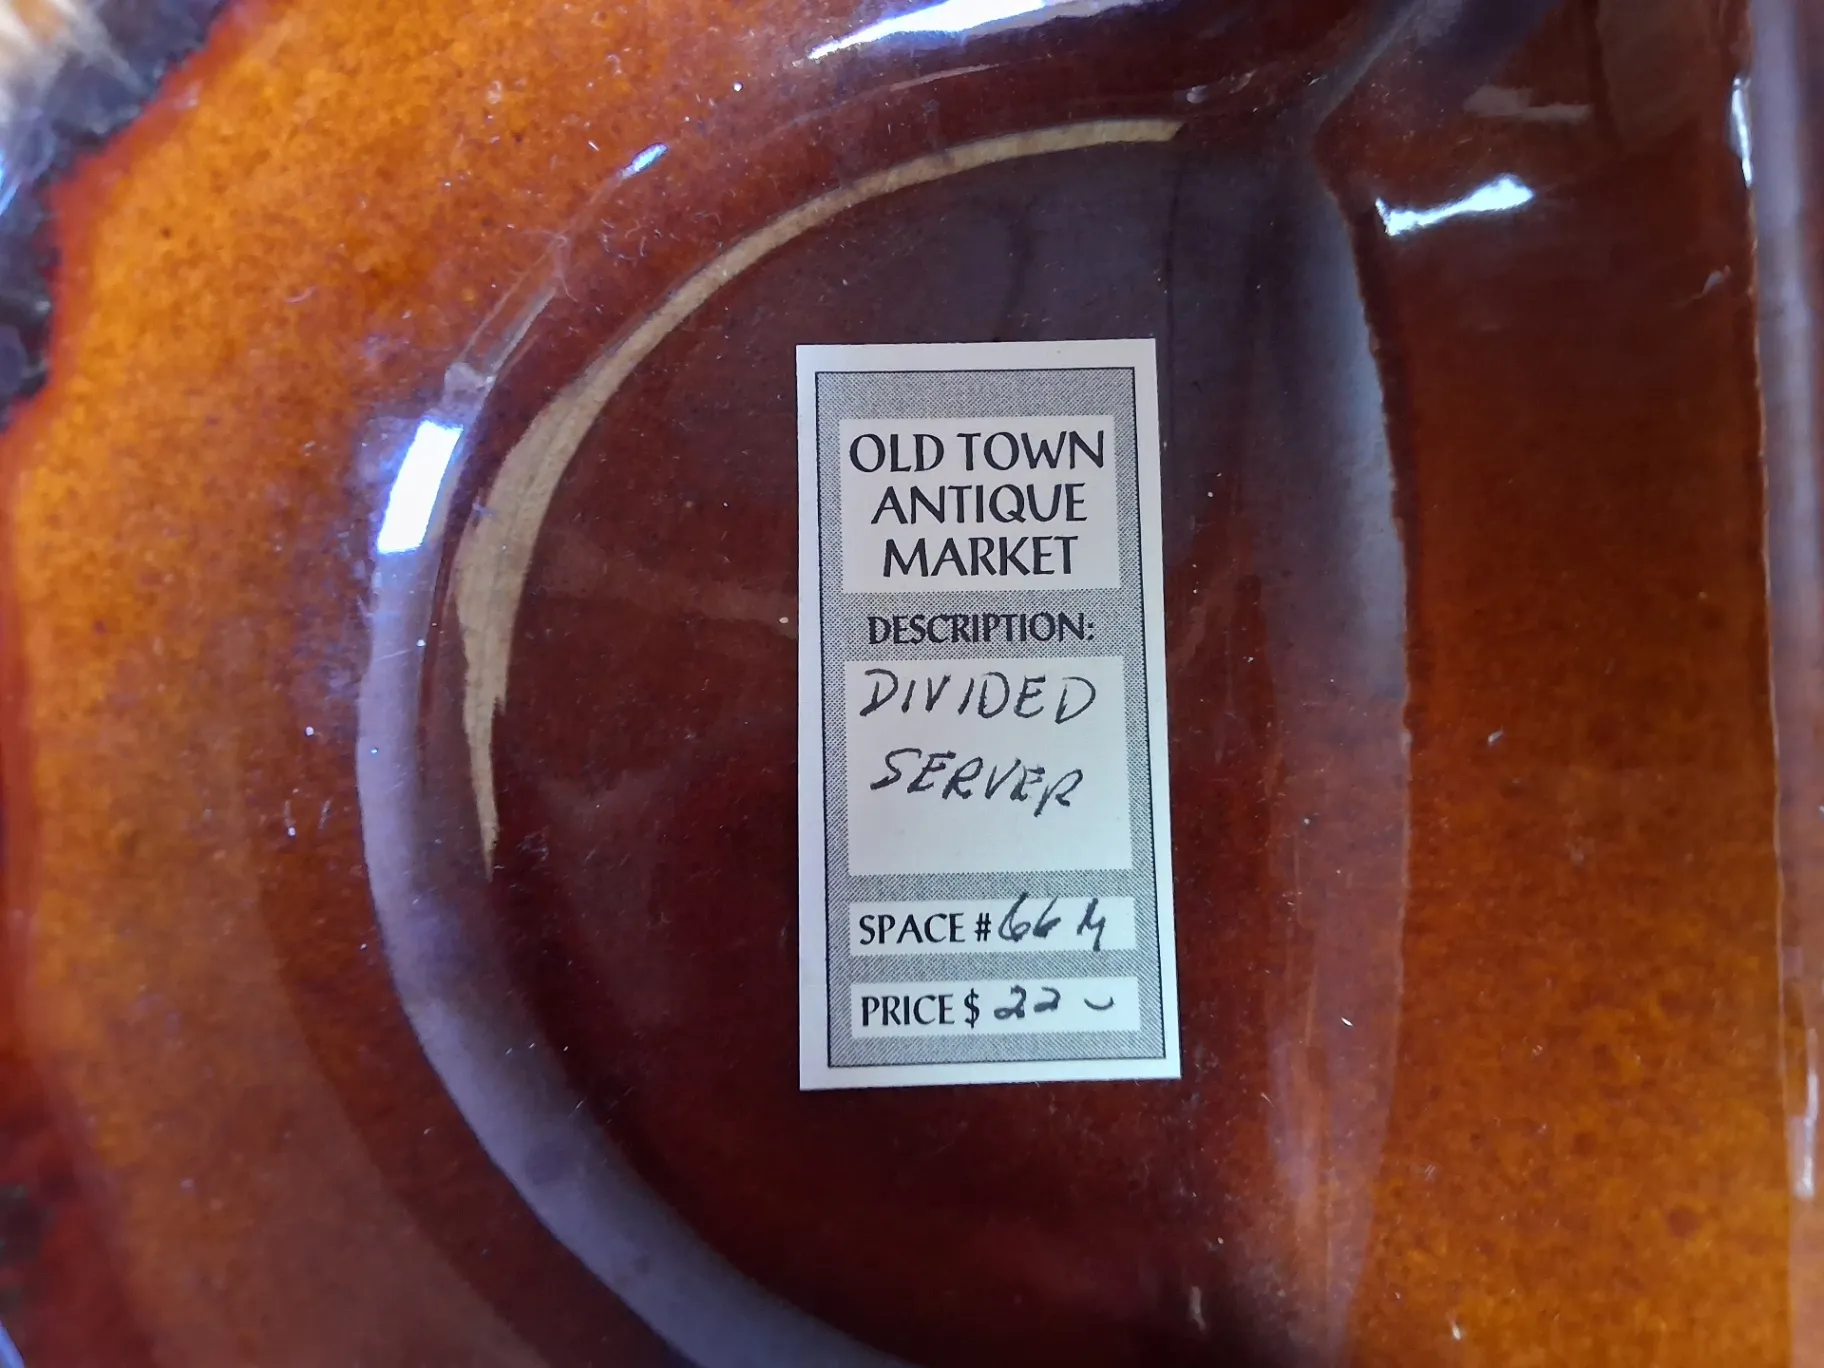 OLD TOWN
ANTIQUE
MARKET
DESCRIPTION:
DIVIDED
SERVER
SPACE # 66
PRICE $ 22 -